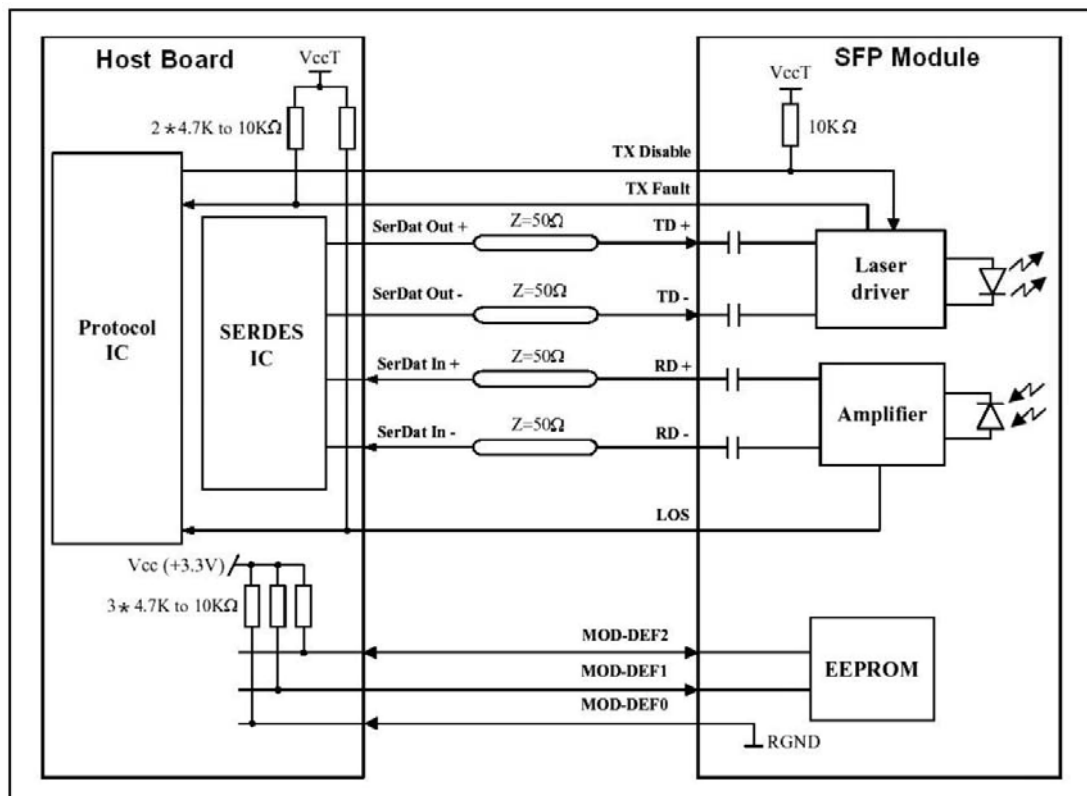 Host Board
SFP Module
VccT
VccT
2*4.7K to 10KΩ
10KΩ
TX Disable
TX Fault
SerDat Out +
Z=50Ω
TD +
SerDat Out -
Z=50Ω
TD -
Laser
driver
Protocol
IC
SERDES
IC
SerDat In +
Z=50Ω
RD +
SerDat In -
Z=50Ω
RD -
Amplifier
LOS
Vcc (+3.3V)
3*4.7K to 10KΩ
MOD-DEF2
MOD-DEF1
MOD-DEF0
EEPROM
RGND